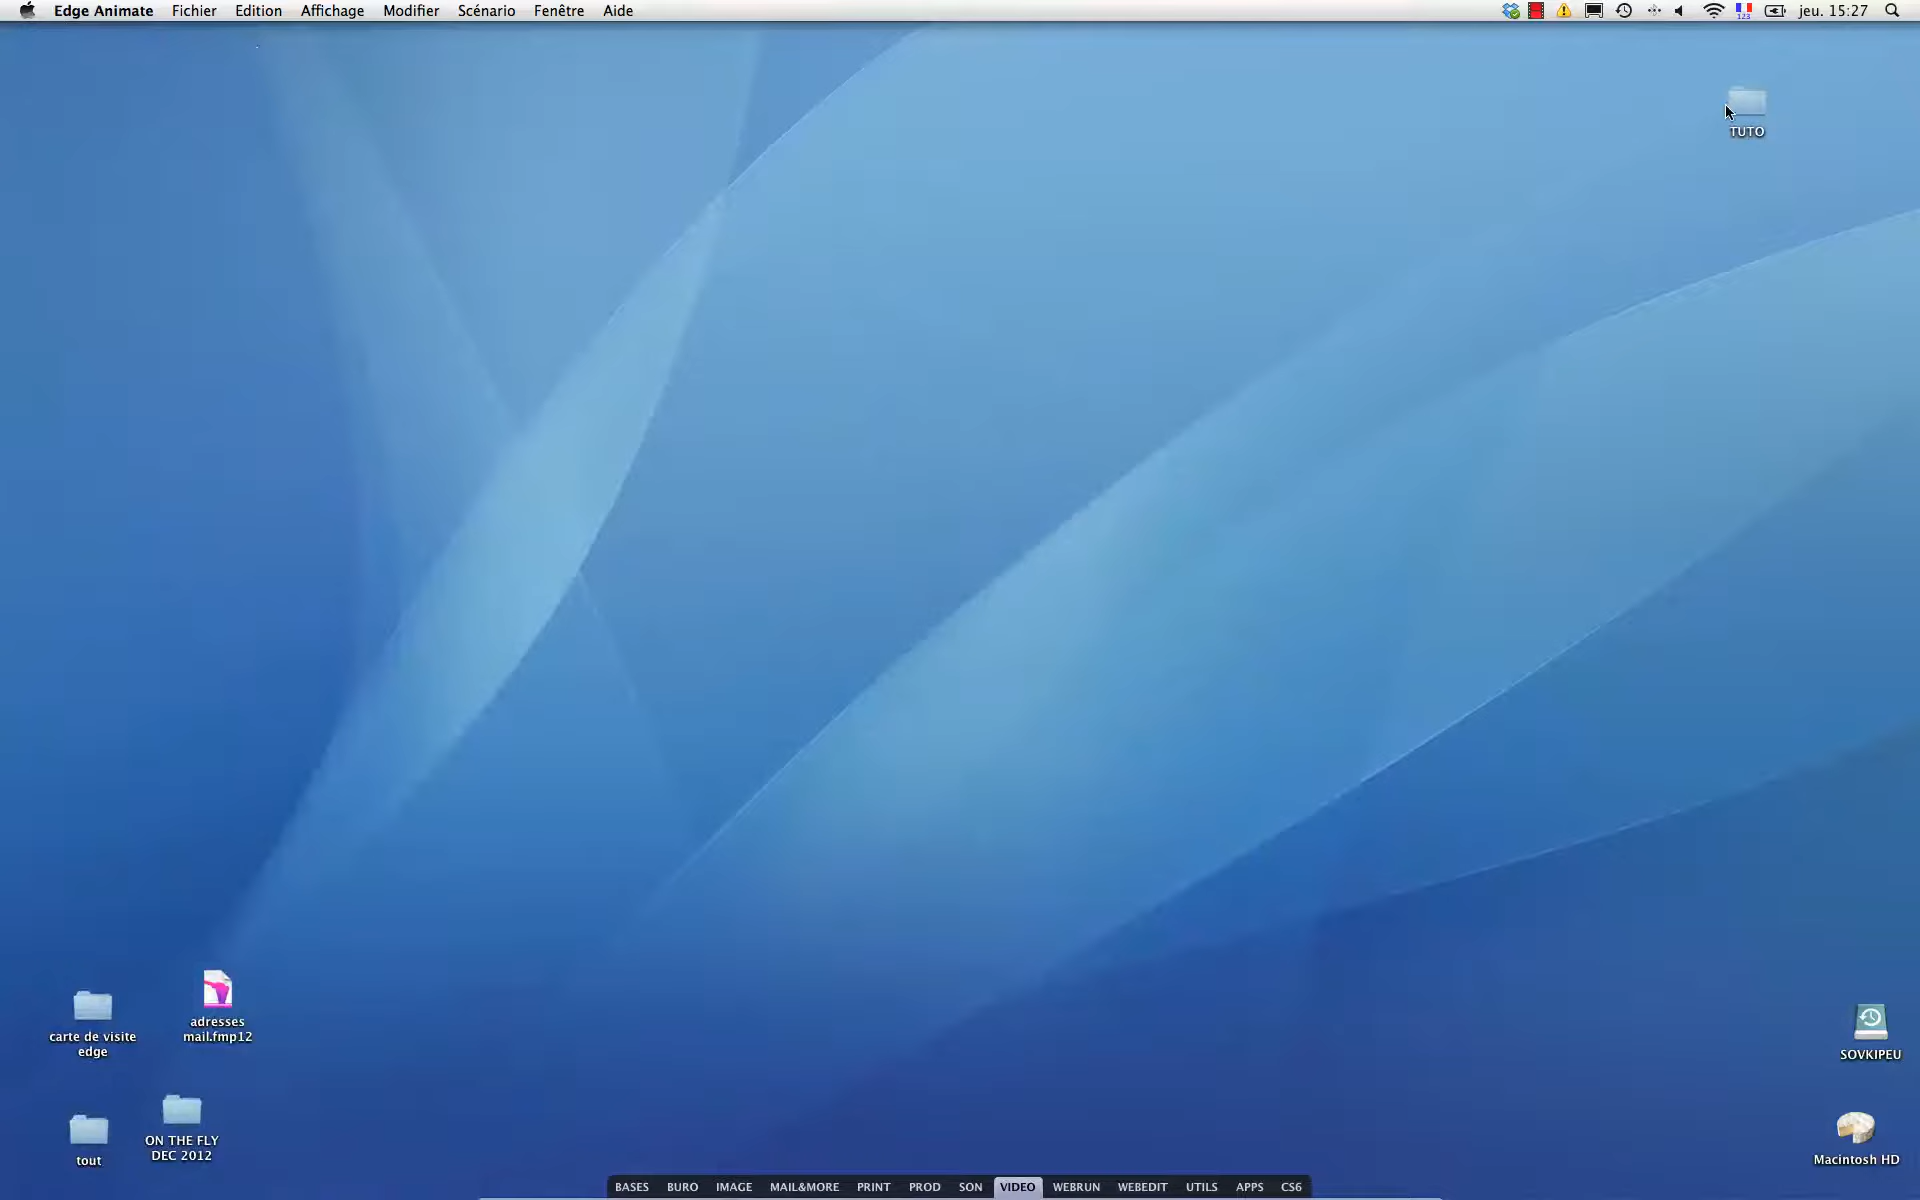 Edge Animate Fichier Edition Affichage Modifier Scénario Fenêtre Aide
123 jeu. 15:27
TUTO
carte de visite
edge
adresses
mail.fmp12
SOVKIPEU
tout
ON THE FLY
DEC 2012
Macintosh HD
BASES BURO IMAGE MAIL&MORE PRINT PROD SON VIDEO WEBRUN WEBEDIT UTILS APPS CS6